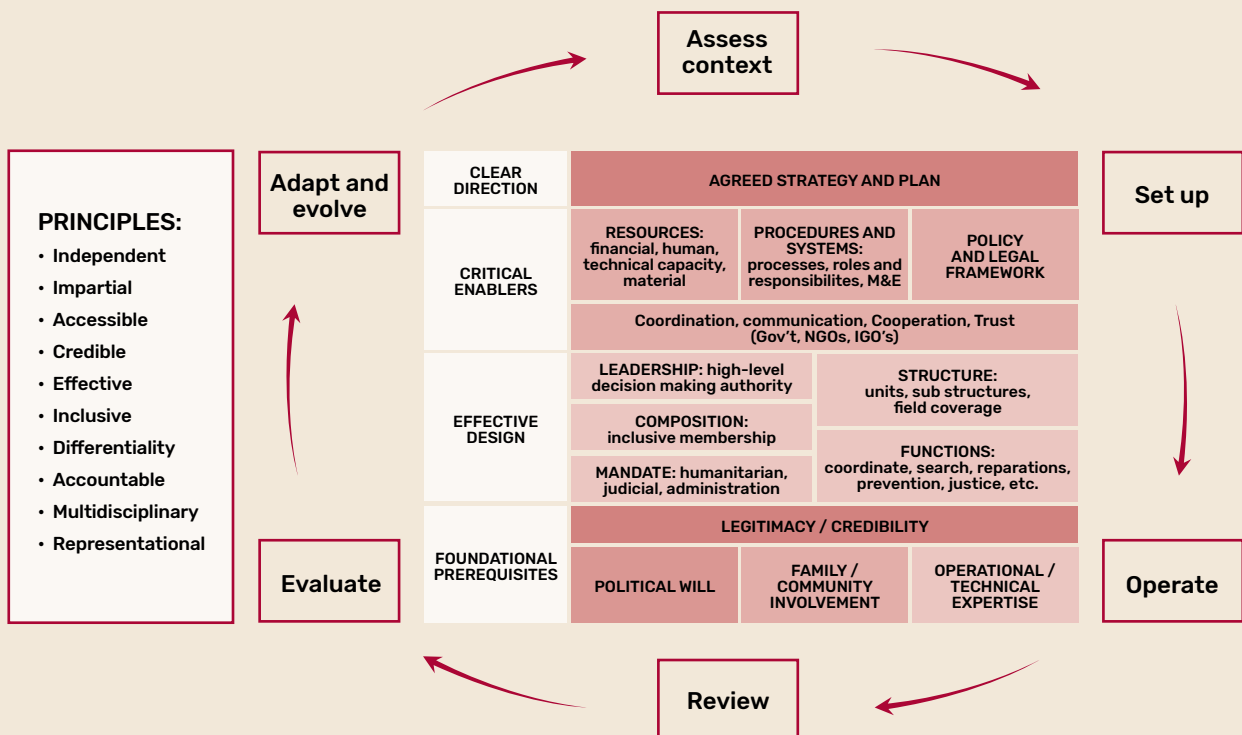 Assess
context
PRINCIPLES:
• Independent
• Impartial
• Accessible
• Credible
• Effective
• Inclusive
• Differentiality
• Accountable
• Multidisciplinary
• Representational
Adapt and
evolve
CLEAR
DIRECTION
AGREED STRATEGY AND PLAN
Set up
CRITICAL
ENABLERS
RESOURCES:
financial, human,
technical capacity,
material
PROCEDURES AND
SYSTEMS:
processes, roles and
responsibilites, M&E
POLICY
AND LEGAL
FRAMEWORK
Coordination, communication, Cooperation, Trust
(Gov't, NGOs, IGO's)
EFFECTIVE
DESIGN
LEADERSHIP: high-level
decision making authority
COMPOSITION:
inclusive membership
MANDATE: humanitarian,
judicial, administration
STRUCTURE:
units, sub structures,
field coverage
FUNCTIONS:
coordinate, search, reparations,
prevention, justice, etc.
FOUNDATIONAL
PREREQUISITES
LEGITIMACY / CREDIBILITY
POLITICAL WILL
FAMILY /
COMMUNITY
INVOLVEMENT
OPERATIONAL /
TECHNICAL
EXPERTISE
Evaluate
Operate
Review